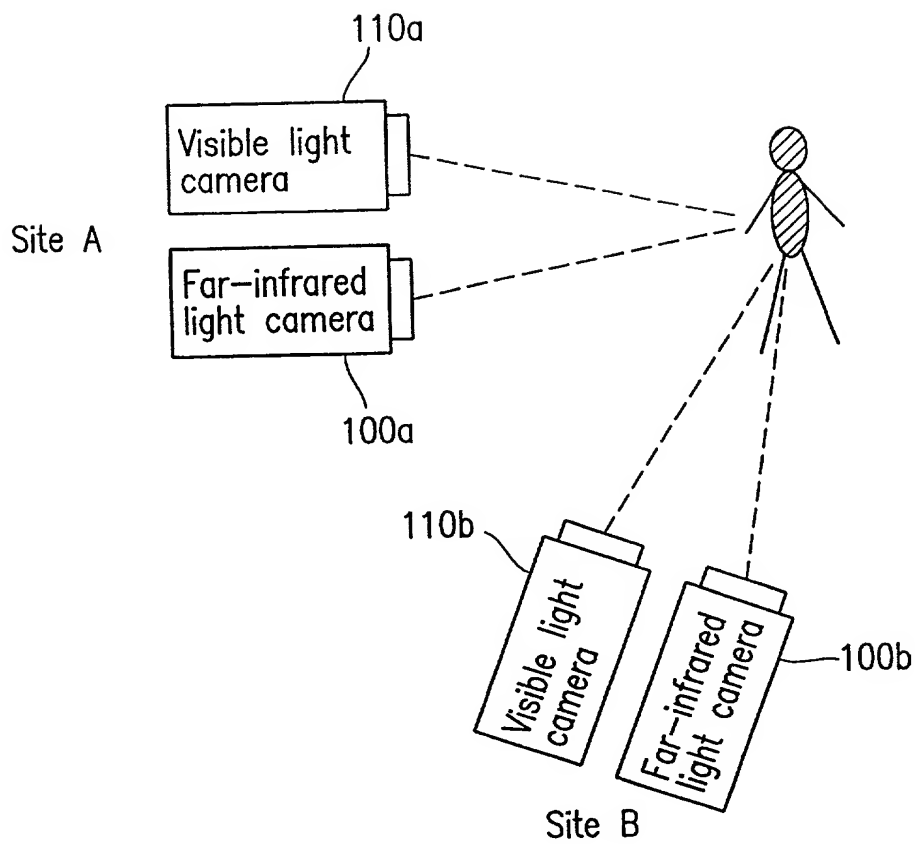 110a
Visible light
camera
Site A
Far-infrared
light camera
100a
110b
Visible light
camera
Far-infrared
light camera
100b
Site B